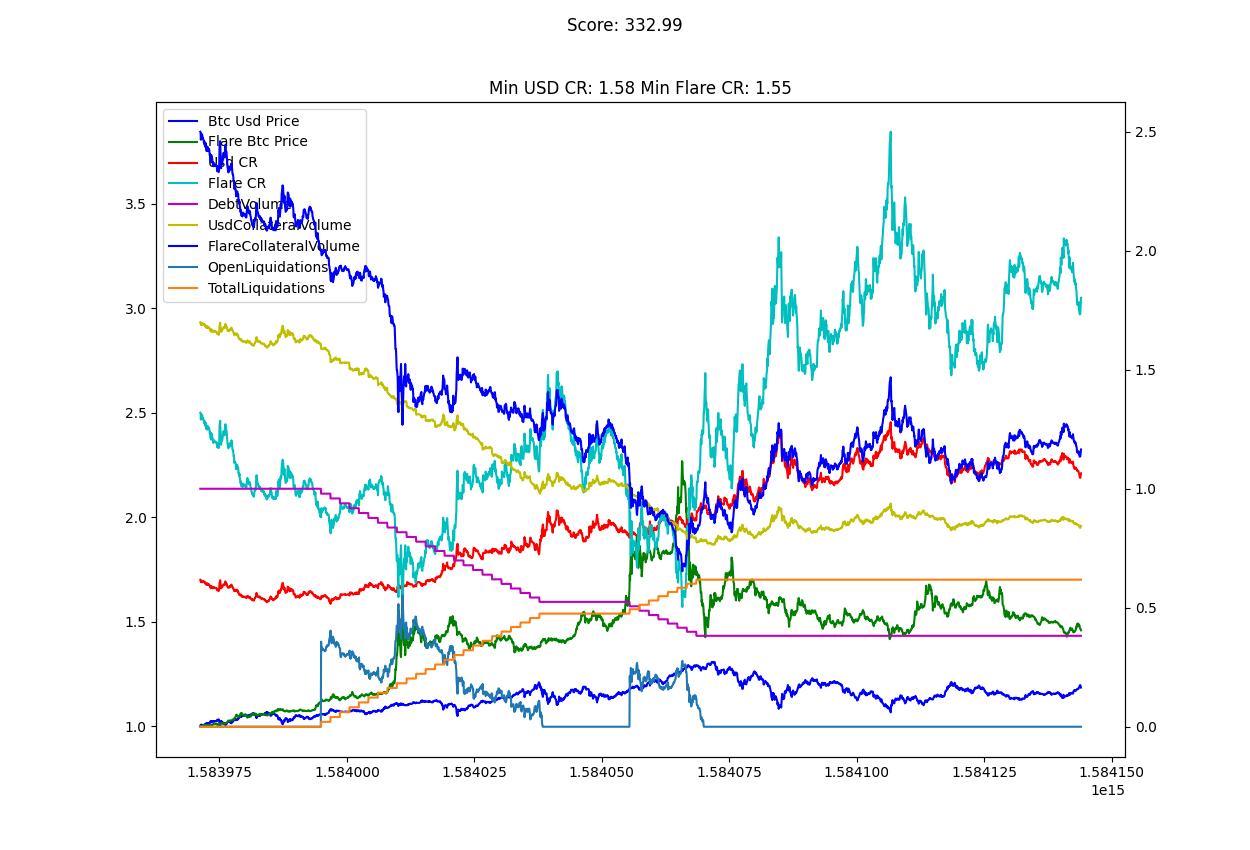 Score: 332.99
Min USD CR: 1.58 Min Flare CR: 1.55
Btc Usd Price
Flare Btc Price
Usd CR
Flare CR
DebtVolume
UsdCollateralVolume
FlareCollateralVolume
OpenLiquidations
TotalLiquidations
3.5
3.0
2.5
2.0
1.5
1.0
2.5
2.0
1.5
1.0
0.5
0.0
1.583975 1.584000 1.584025 1.584050 1.584075 1.584100 1.584125 1.584150
1e15